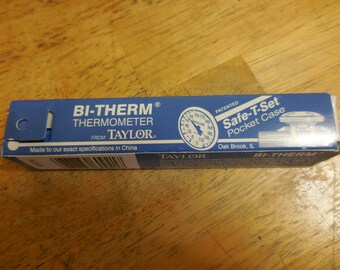 BI-THERM®
THERMOMETER
FROM TAYLOR®
Made to our exact specifications in China
PATENTED
Safe-T-Set
Pocket Case
Oak Brook, IL
TAYLOR
BI-THERM